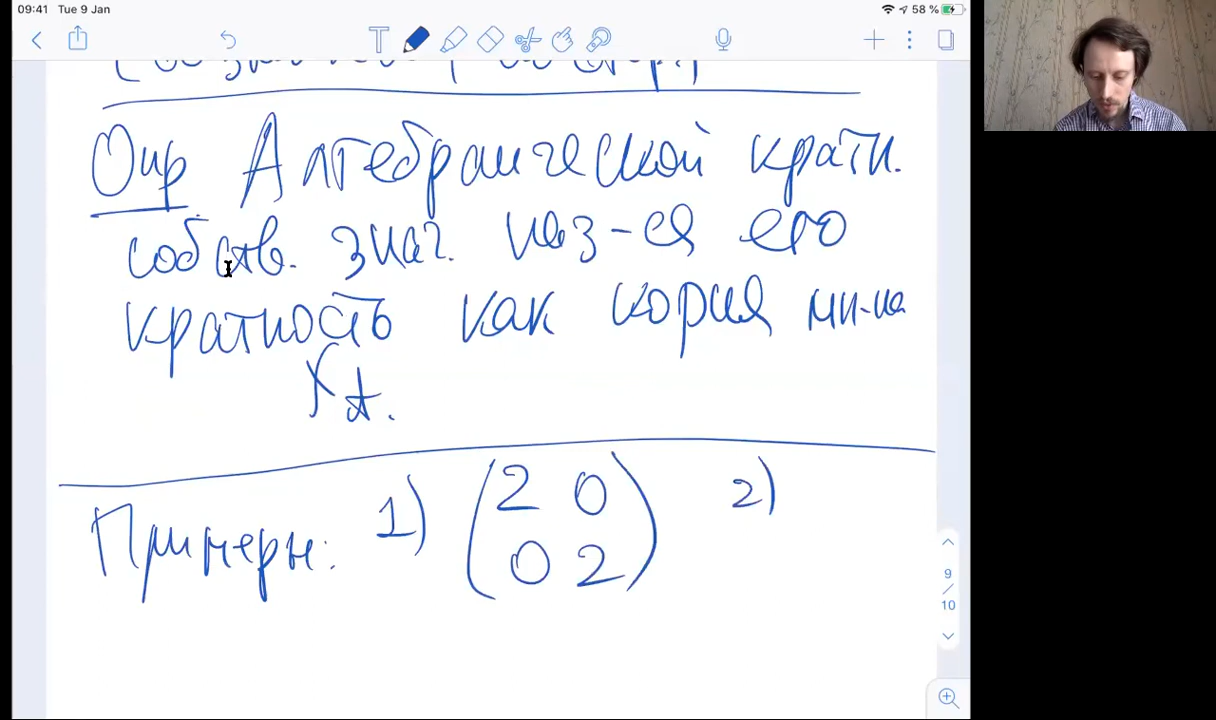 09:41 Tue 9 Jan 58 %
Опр Алгебраической кратн.
собств. знач. наз-ся его
кратность как корня мн-на
χ_A.
Примеры: 1) (2 0
0 2) 2)
9
/
10